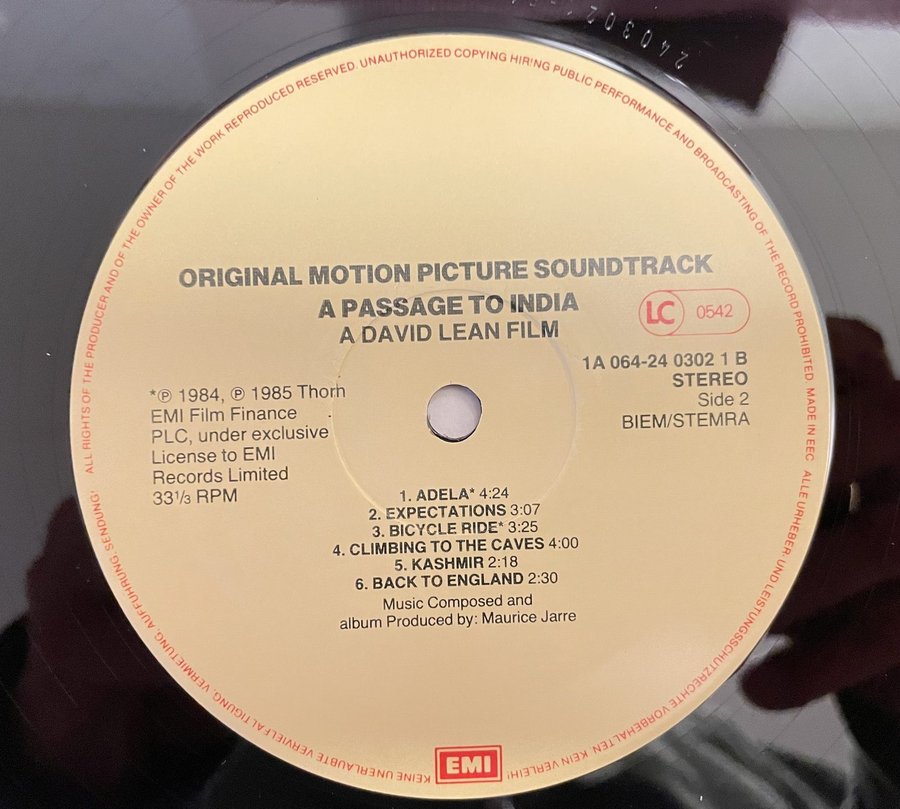 240302
ALL RIGHTS OF THE PRODUCER AND OF THE OWNER OF THE WORK REPRODUCED RESERVED. UNAUTHORIZED COPYING HIRING PUBLIC PERFORMANCE AND BROADCASTING OF THE RECORD PROHIBITED. MADE IN EEC
ORIGINAL MOTION PICTURE SOUNDTRACK
A PASSAGE TO INDIA
A DAVID LEAN FILM
LC 0542
1A 064-24 0302 1 B
STEREO
Side 2
BIEM/STEMRA
*℗ 1984, ℗ 1985 Thorn
EMI Film Finance
PLC, under exclusive
License to EMI
Records Limited
33⅓ RPM
1. ADELA* 4:24
2. EXPECTATIONS 3:07
3. BICYCLE RIDE* 3:25
4. CLIMBING TO THE CAVES 4:00
5. KASHMIR 2:18
6. BACK TO ENGLAND 2:30
Music Composed and
album Produced by: Maurice Jarre
EMI
ALLE URHEBER- UND LEISTUNGSSCHUTZRECHTE VORBEHALTEN. KEIN VERLEIH! KEINE UNERLAUBTE VERVIELFÄLTIGUNG, VERMIETUNG, AUFFÜHRUNG, SENDUNG!